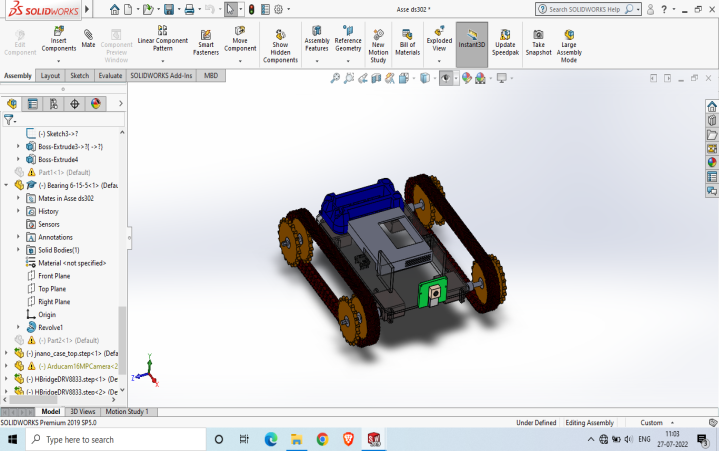 SOLIDWORKS
Asse ds302 *
Search SOLIDWORKS Help
Edit Component
Insert Components
Mate
Component Preview Window
Linear Component Pattern
Smart Fasteners
Move Component
Show Hidden Components
Assembly Features
Reference Geometry
New Motion Study
Bill of Materials
Exploded View
Instant3D
Update Speedpak
Take Snapshot
Large Assembly Mode
Assembly Layout Sketch Evaluate SOLIDWORKS Add-Ins MBD
(-) Sketch3->?
Boss-Extrude3->?{ ->?}
Boss-Extrude4
Part1<1> (Default)
(-) Bearing 6-15-5<1> (Defau
Mates in Asse ds302
History
Sensors
Annotations
Solid Bodies(1)
Material <not specified>
Front Plane
Top Plane
Right Plane
Origin
Revolve1
(-) Part2<1> (Default)
(-) jnano_case_top.step<1> (Defa
(-) Arducam16MPCamera<2
(-) HBridgeDRV8833.step<1> (De
(-) HBridgeDRV8833.step<2> (De
Y
Z
X
Model 3D Views Motion Study 1
SOLIDWORKS Premium 2019 SP5.0
Under Defined Editing Assembly Custom
Type here to search
ENG
11:03
27-07-2022